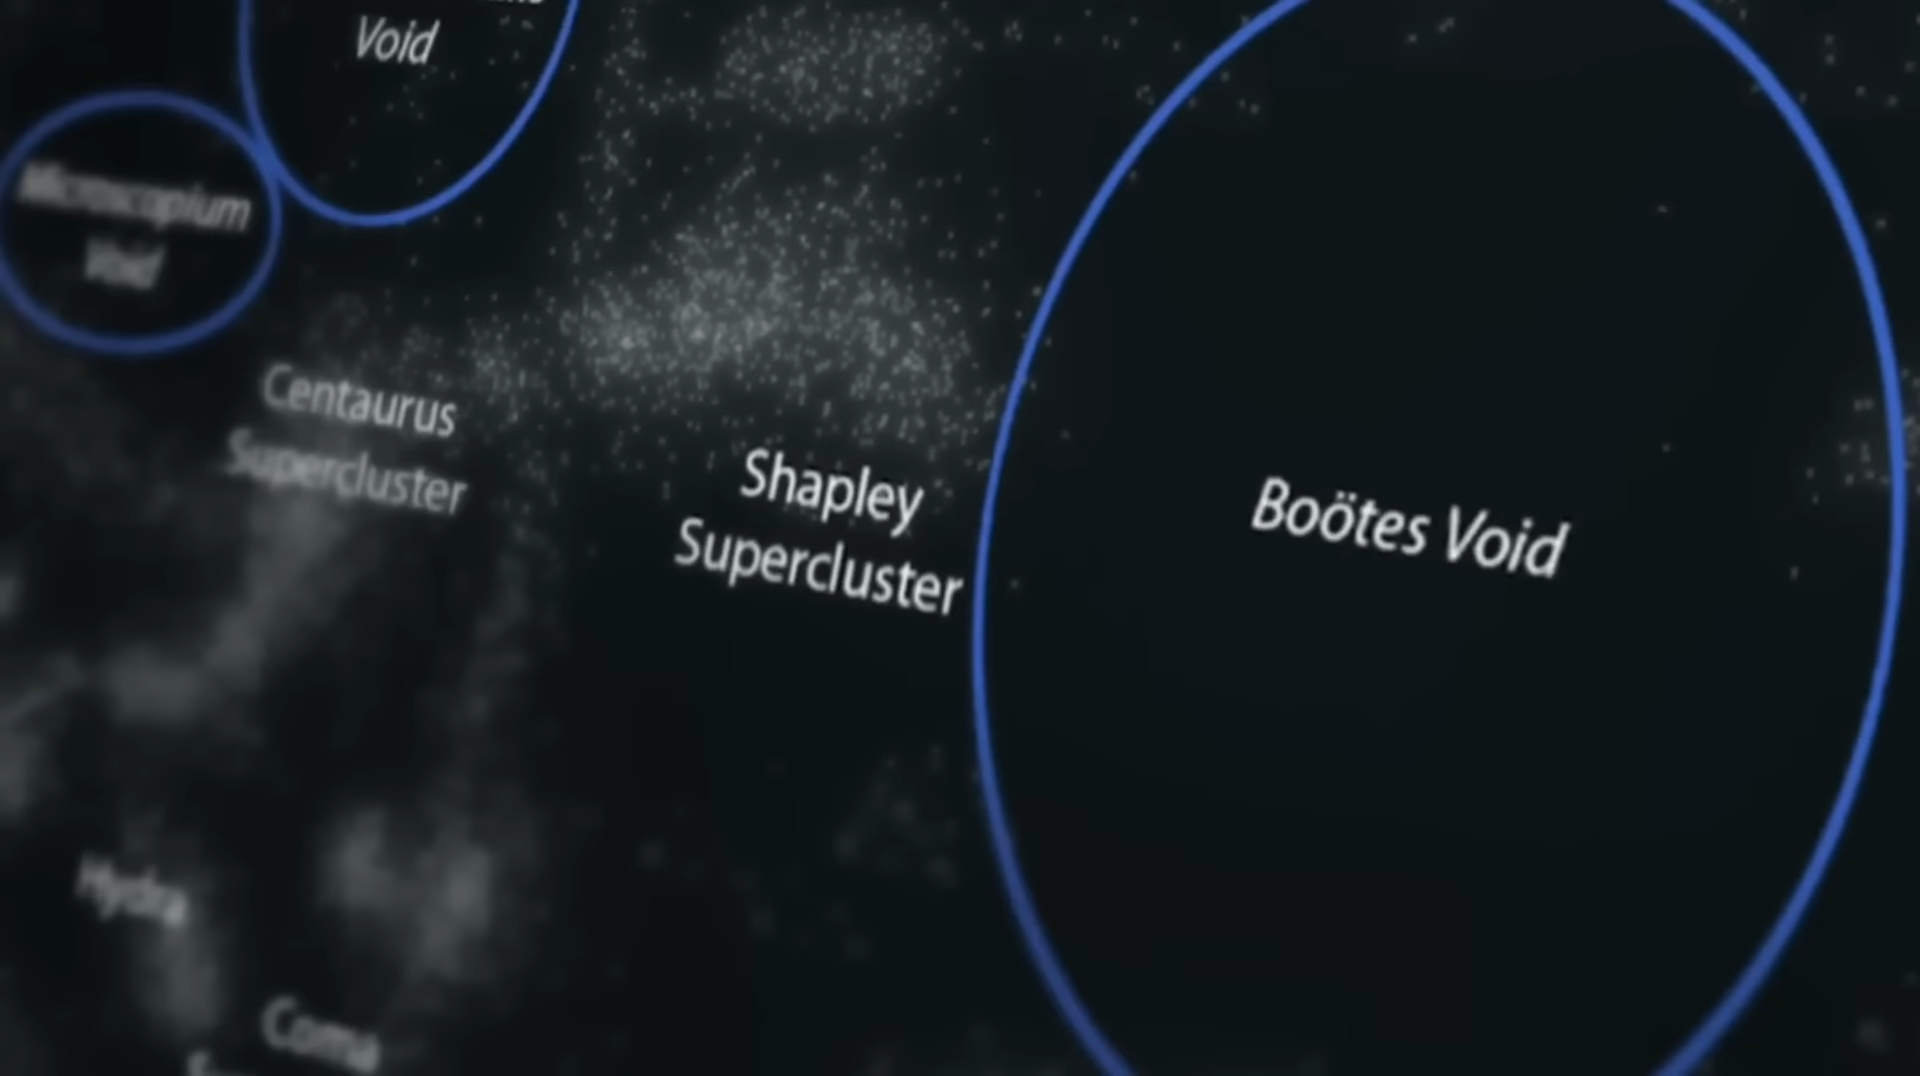 Void
Microscopium
Void
Centaurus
Supercluster
Shapley
Supercluster
Boötes Void
Hydra
Coma